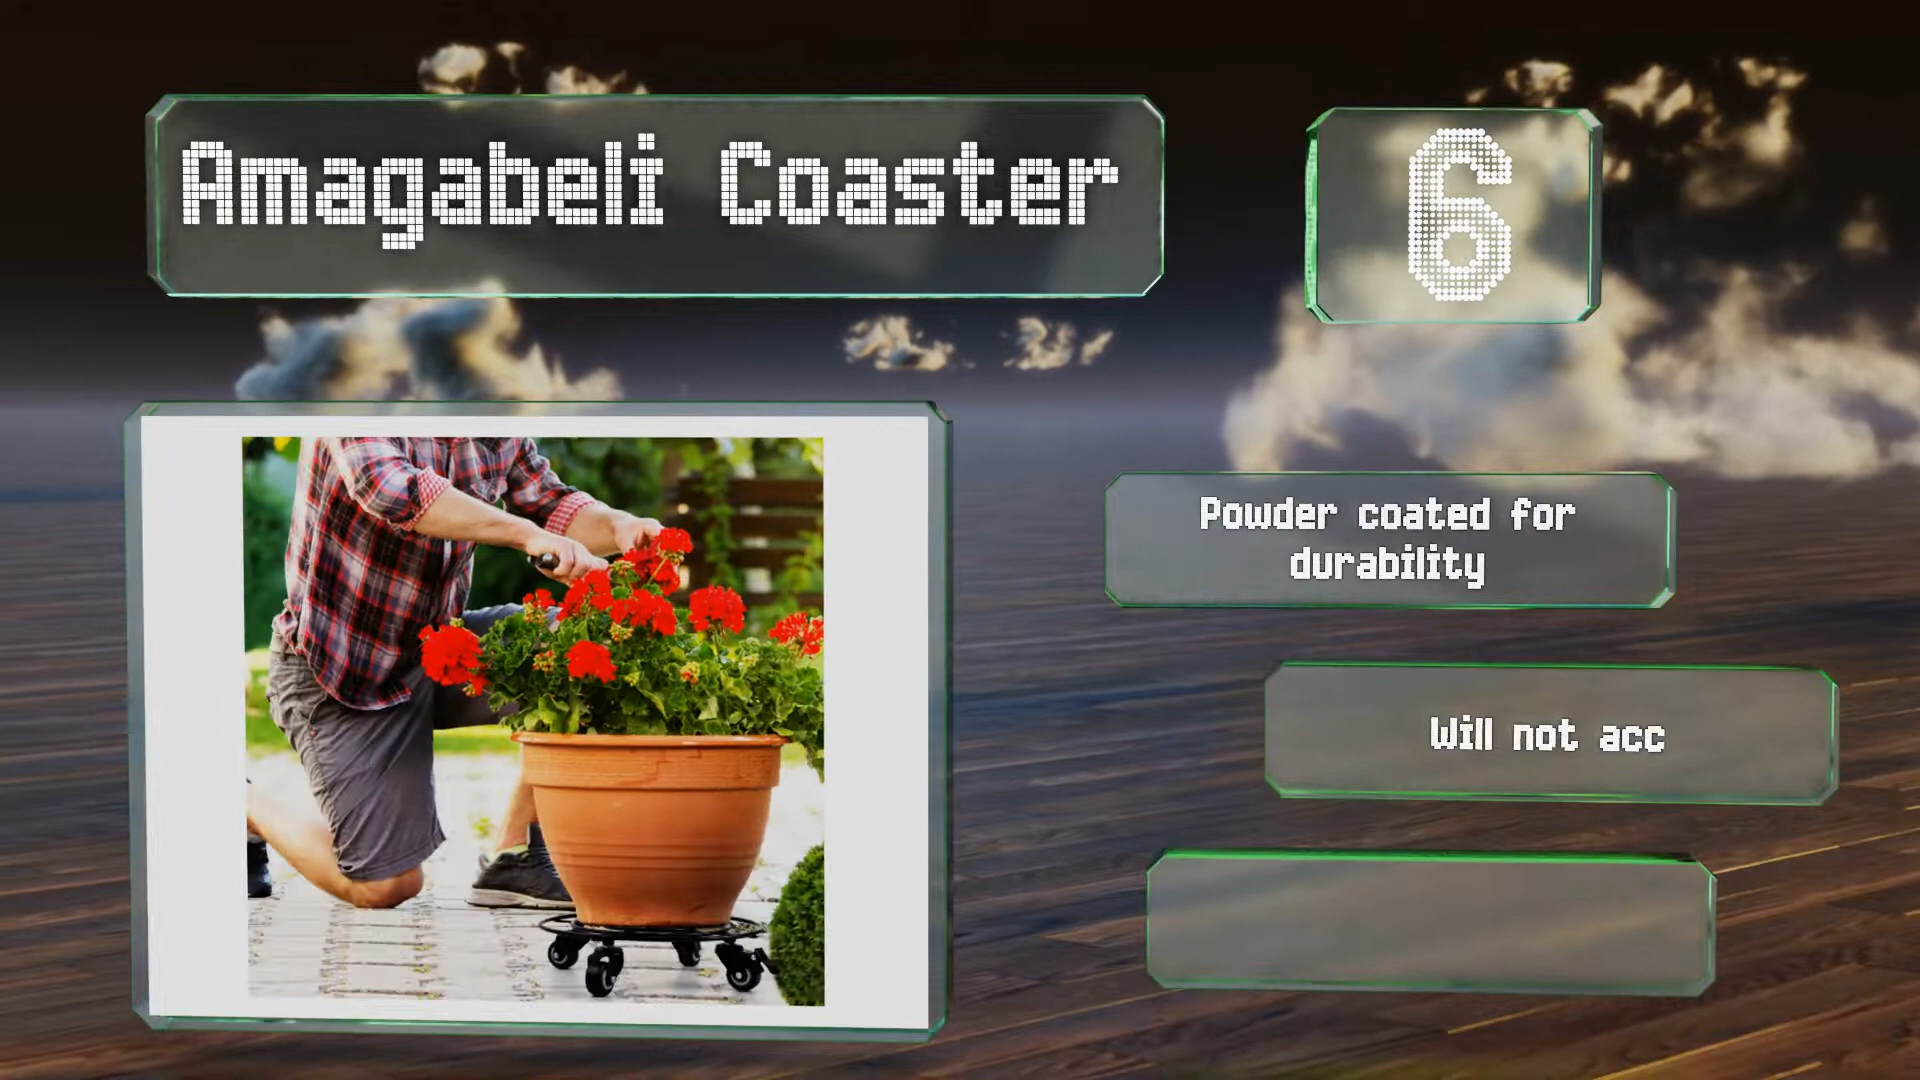 Amagabeli Coaster
6
Powder coated for
durability
Will not acc